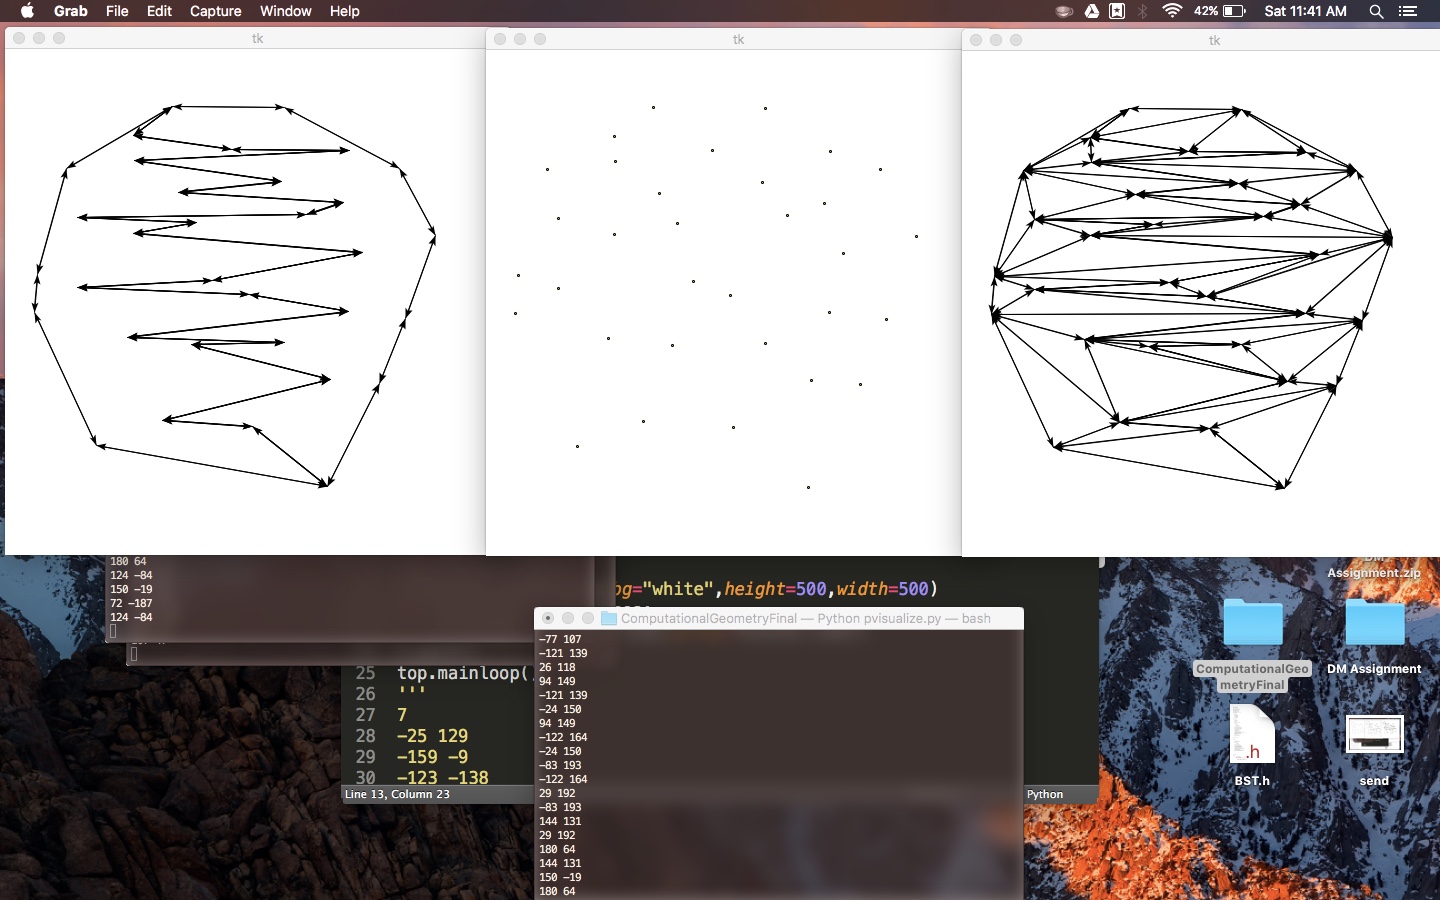 Grab File Edit Capture Window Help 42% Sat 11:41 AM
tk
tk
tk
180 64
124 -84
150 -19
72 -187
124 -84
bg="white",height=500,width=500)
25 top.mainloop(
26 '''
27 7
28 -25 129
29 -159 -9
30 -123 -138
Line 13, Column 23
Python
ComputationalGeometryFinal — Python pvisualize.py — bash
-77 107
-121 139
26 118
94 149
-121 139
-24 150
94 149
-122 164
-24 150
-83 193
-122 164
29 192
-83 193
144 131
29 192
180 64
144 131
150 -19
180 64
Assignment.zip
ComputationalGeo
metryFinal
DM Assignment
.h
BST.h
send